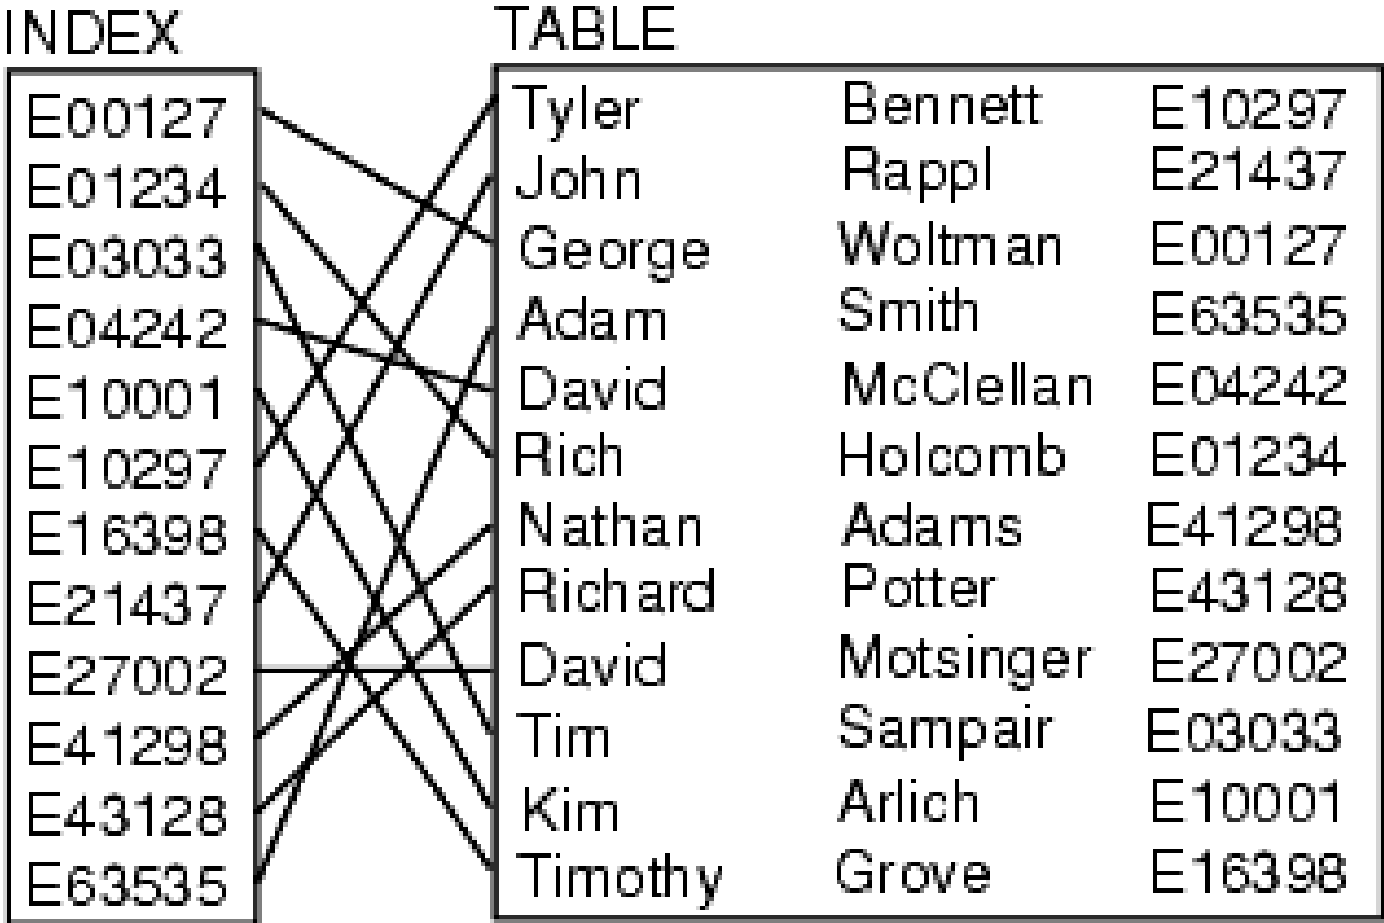 INDEX TABLE
E00127 Tyler Bennett E10297
E01234 John Rappl E21437
E03033 George Woltman E00127
E04242 Adam Smith E63535
E10001 David McClellan E04242
E10297 Rich Holcomb E01234
E16398 Nathan Adams E41298
E21437 Richard Potter E43128
E27002 David Motsinger E27002
E41298 Tim Sampair E03033
E43128 Kim Arlich E10001
E63535 Timothy Grove E16398